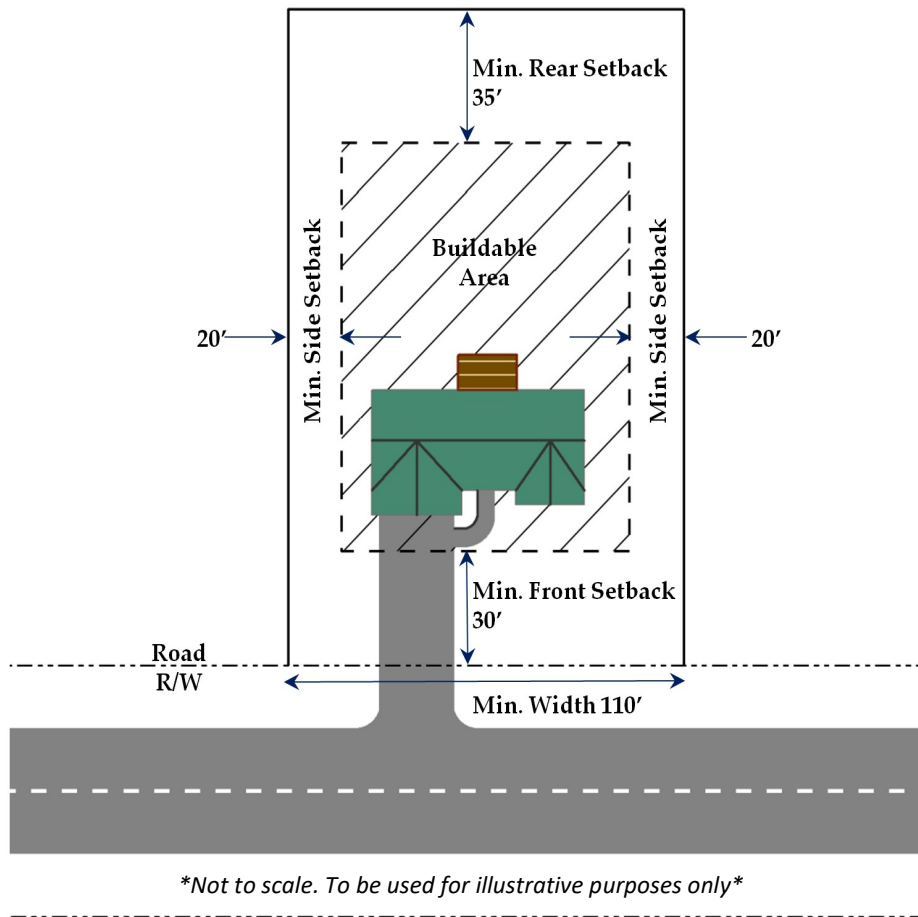 Min. Rear Setback
35’
Buildable
Area
Min. Side Setback
Min. Side Setback
20’
20’
Min. Front Setback
30’
Road
R/W
Min. Width 110’
*Not to scale. To be used for illustrative purposes only*